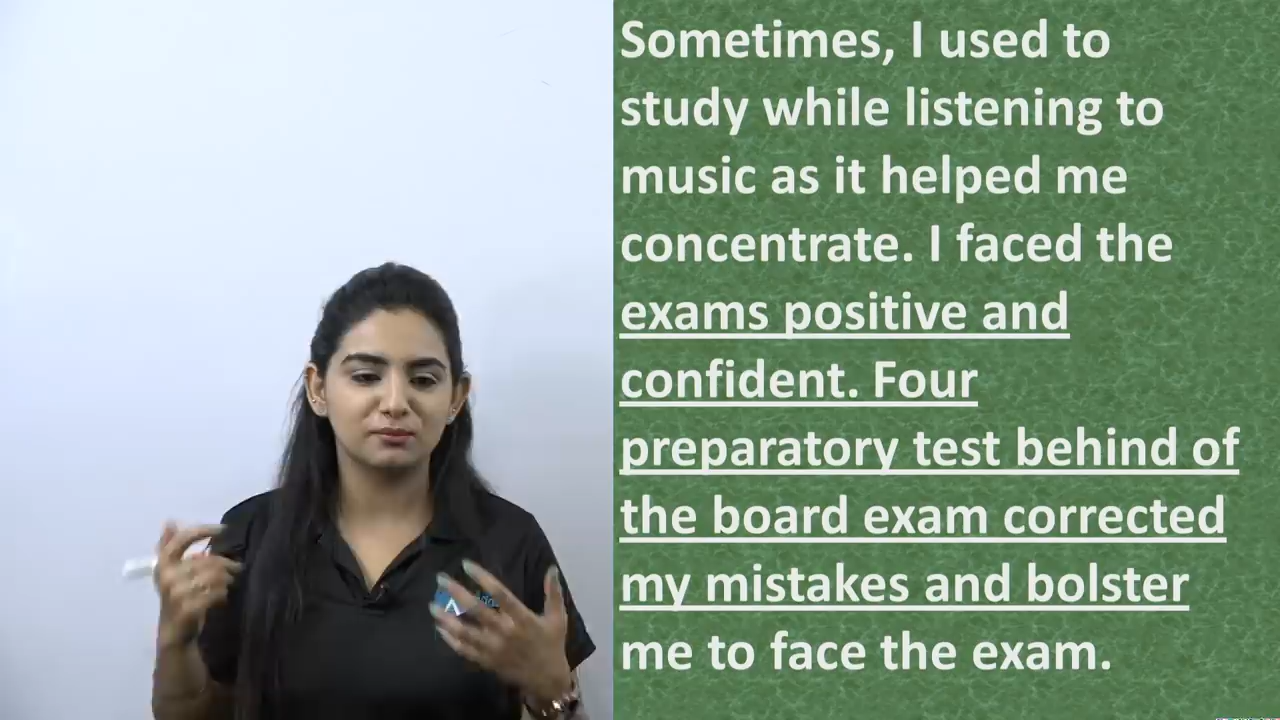 Sometimes, I used to
study while listening to
music as it helped me
concentrate. I faced the
exams positive and
confident. Four
preparatory test behind of
the board exam corrected
my mistakes and bolster
me to face the exam.